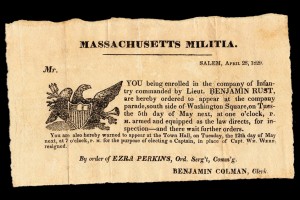 MASSACHUSETTS MILITIA.
SALEM, APRIL 28, 1829.
Mr.
YOU being enrolled in the company of Infan-
try commanded by Lieut. BENJAMIN RUST,
are hereby ordered to appear at the company
parade, south side of Washington Square, on Tues
the 5th day of May next, at one o'clock, P.
M. armed and equipped as the law directs, for in-
spection—and there wait further orders.
You are also hereby warned to appear at the Town Hall, on Tuesday, the 12th day of May
next, at 7 o'clock, P. M. for the purpose of electing a Captain, in place of Capt. Wm.
resigned.
By order of EZRA PERKINS, Ord. Serg't, Comm'g.
BENJAMIN COLMAN, Clerk.